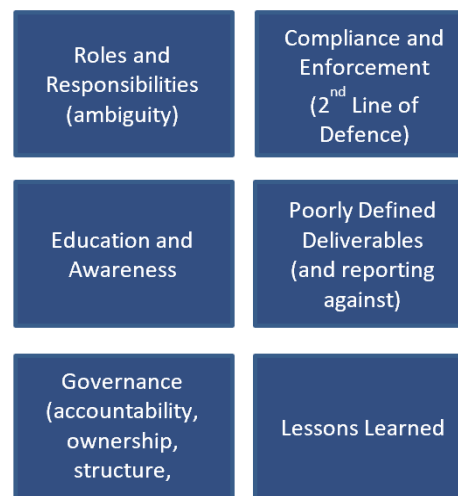 Roles and
Responsibilities
(ambiguity)
Compliance and
Enforcement
(2nd Line of
Defence)
Education and
Awareness
Poorly Defined
Deliverables
(and reporting
against)
Governance
(accountability,
ownership,
structure,
Lessons Learned